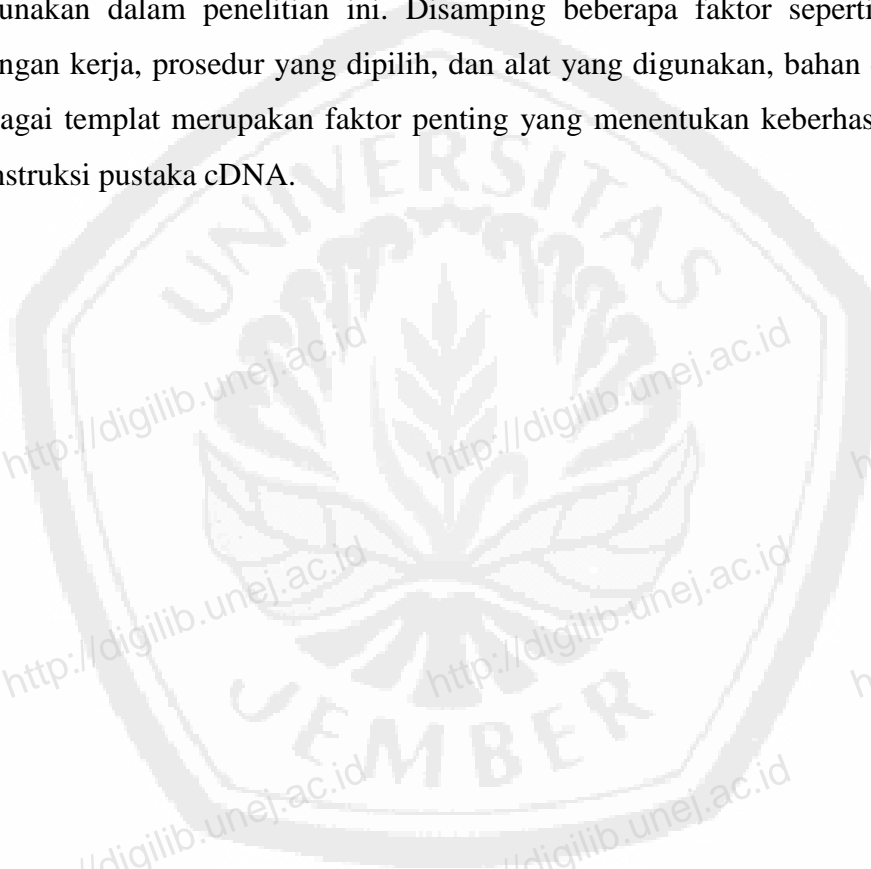 unakan dalam penelitian ini. Disamping beberapa faktor seperti
ngan kerja, prosedur yang dipilih, dan alat yang digunakan, bahan
agai templat merupakan faktor penting yang menentukan keberhas
nstruksi pustaka cDNA.
UNIVERSITAS
http://digilib.unej.ac.id
http://digilib.unej.ac.id
http://digilib.unej.ac.id
http://digilib.unej.ac.id
JEMBER
//digilib.unej.ac.id
//digilib.unej.ac.id